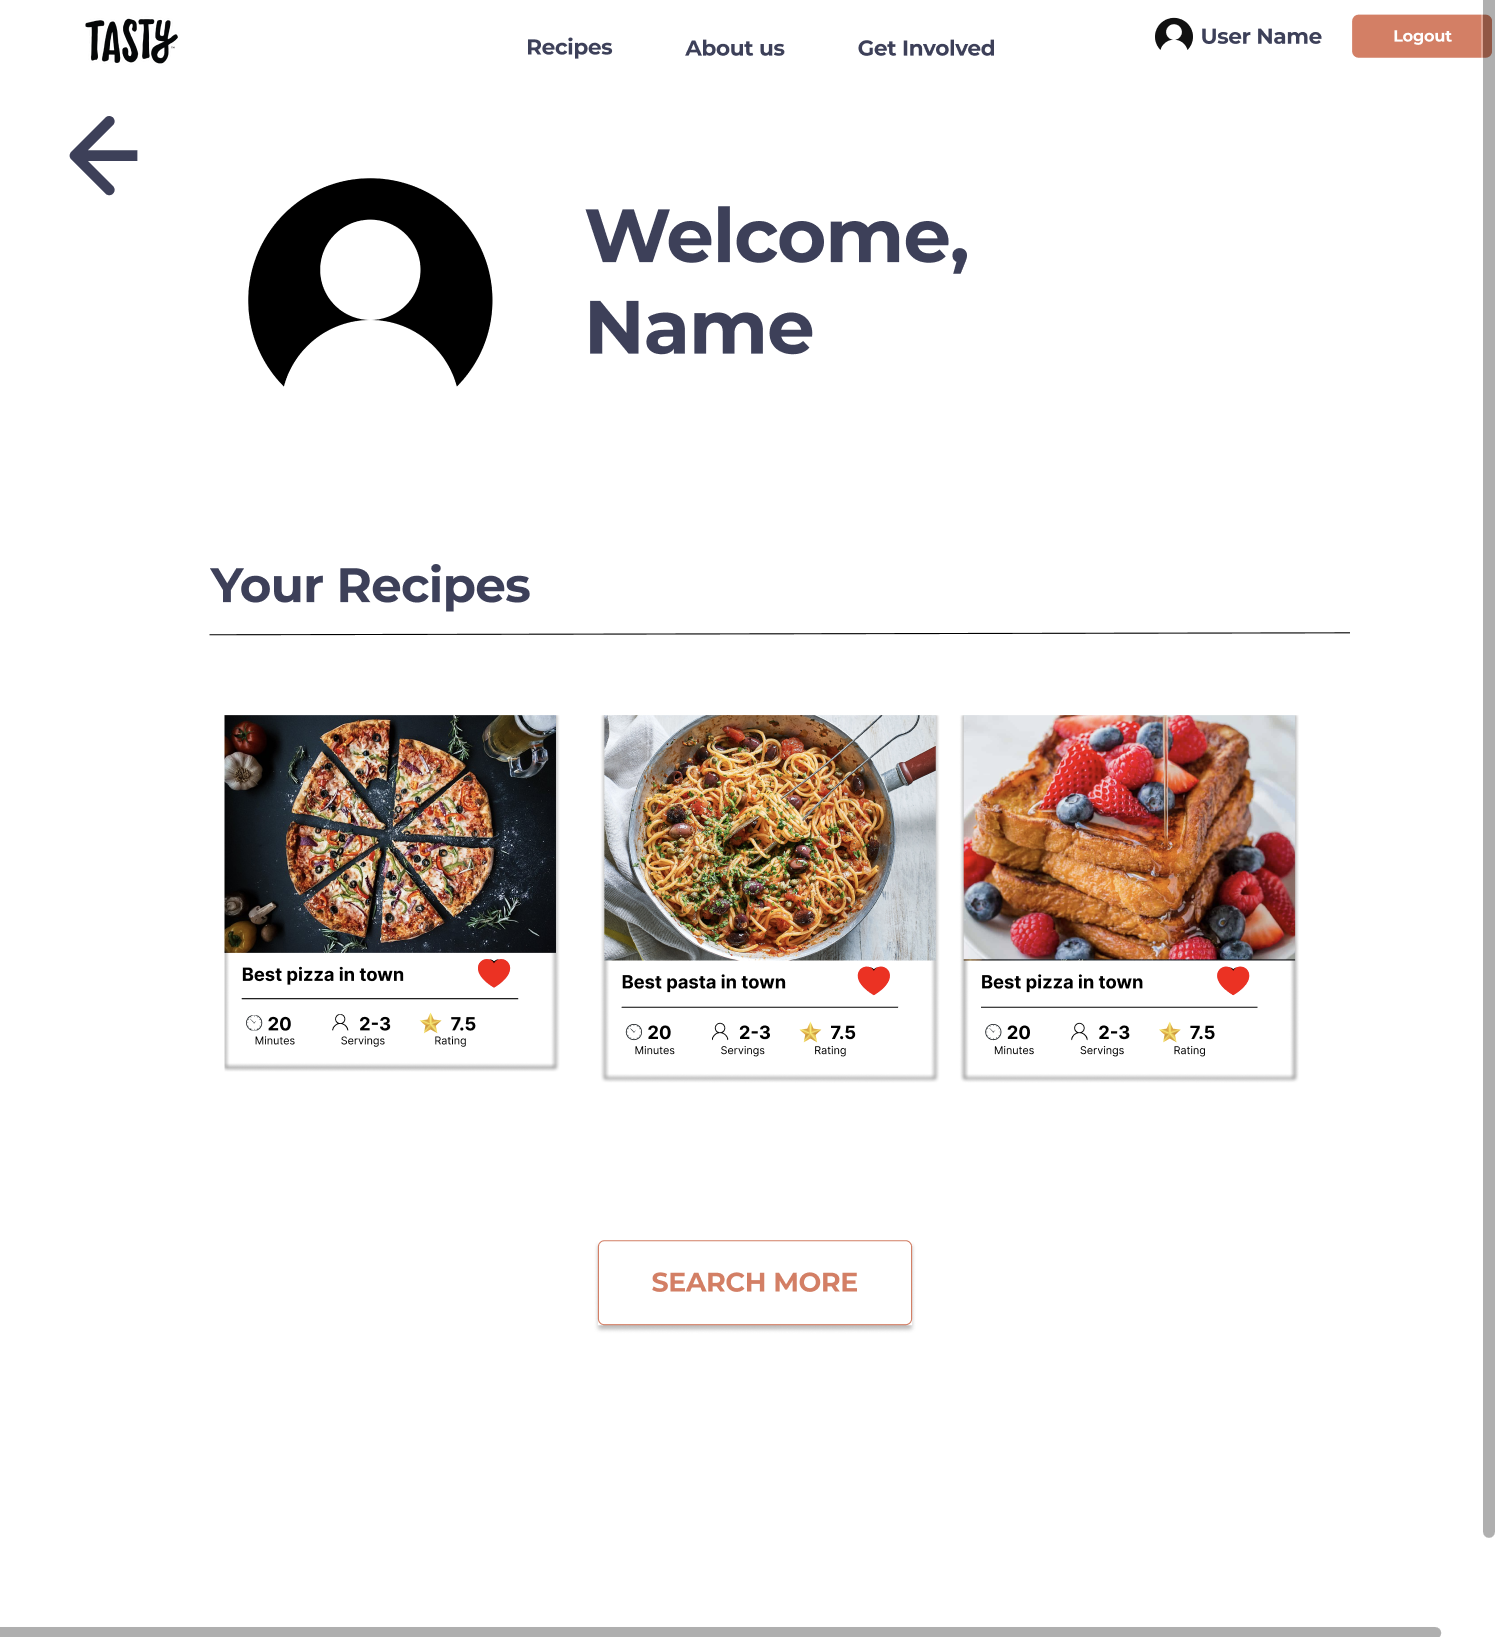 TASTY
Recipes
About us
Get Involved
User Name
Logout
Welcome,
Name
Your Recipes
Best pizza in town
20
Minutes
2-3
Servings
7.5
Rating
Best pasta in town
20
Minutes
2-3
Servings
7.5
Rating
Best pizza in town
20
Minutes
2-3
Servings
7.5
Rating
SEARCH MORE